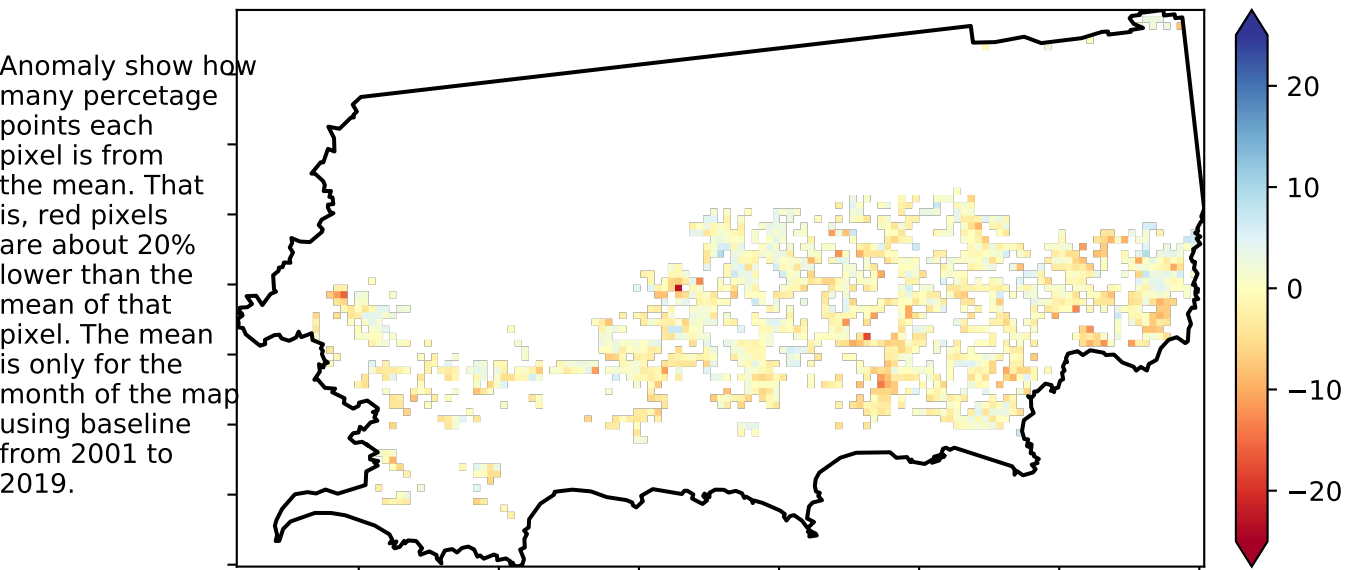 Anomaly show how
many percetage
points each
pixel is from
the mean. That
is, red pixels
are about 20%
lower than the
mean of that
pixel. The mean
is only for the
month of the map
using baseline
from 2001 to
2019.
20
10
0
−10
−20